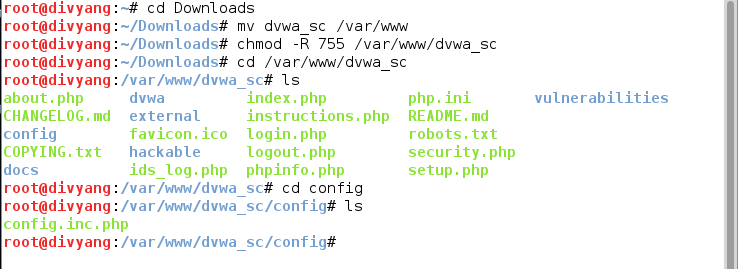 root@divyang:~# cd Downloads
root@divyang:~/Downloads# mv dvwa_sc /var/www
root@divyang:~/Downloads# chmod -R 755 /var/www/dvwa_sc
root@divyang:~/Downloads# cd /var/www/dvwa_sc
root@divyang:/var/www/dvwa_sc# ls
about.php dvwa index.php php.ini vulnerabilities
CHANGELOG.md external instructions.php README.md
config favicon.ico login.php robots.txt
COPYING.txt hackable logout.php security.php
docs ids_log.php phpinfo.php setup.php
root@divyang:/var/www/dvwa_sc# cd config
root@divyang:/var/www/dvwa_sc/config# ls
config.inc.php
root@divyang:/var/www/dvwa_sc/config#